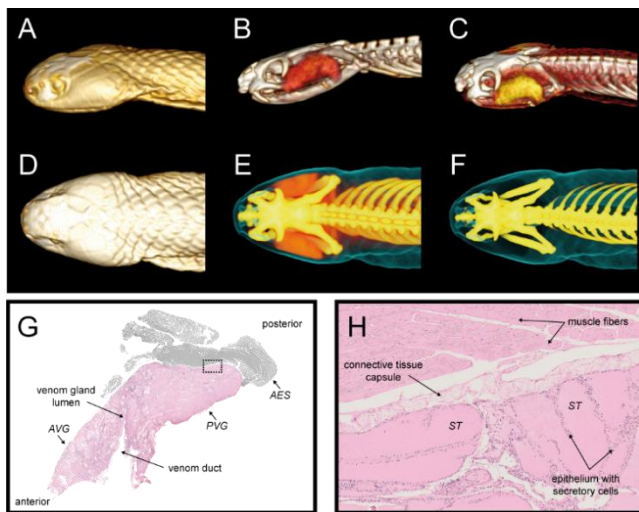 A
B
C
D
E
F
G
posterior
venom gland
lumen
AES
AVG
PVG
venom duct
anterior
H
muscle fibers
connective tissue
capsule
ST
ST
epithelium with
secretory cells